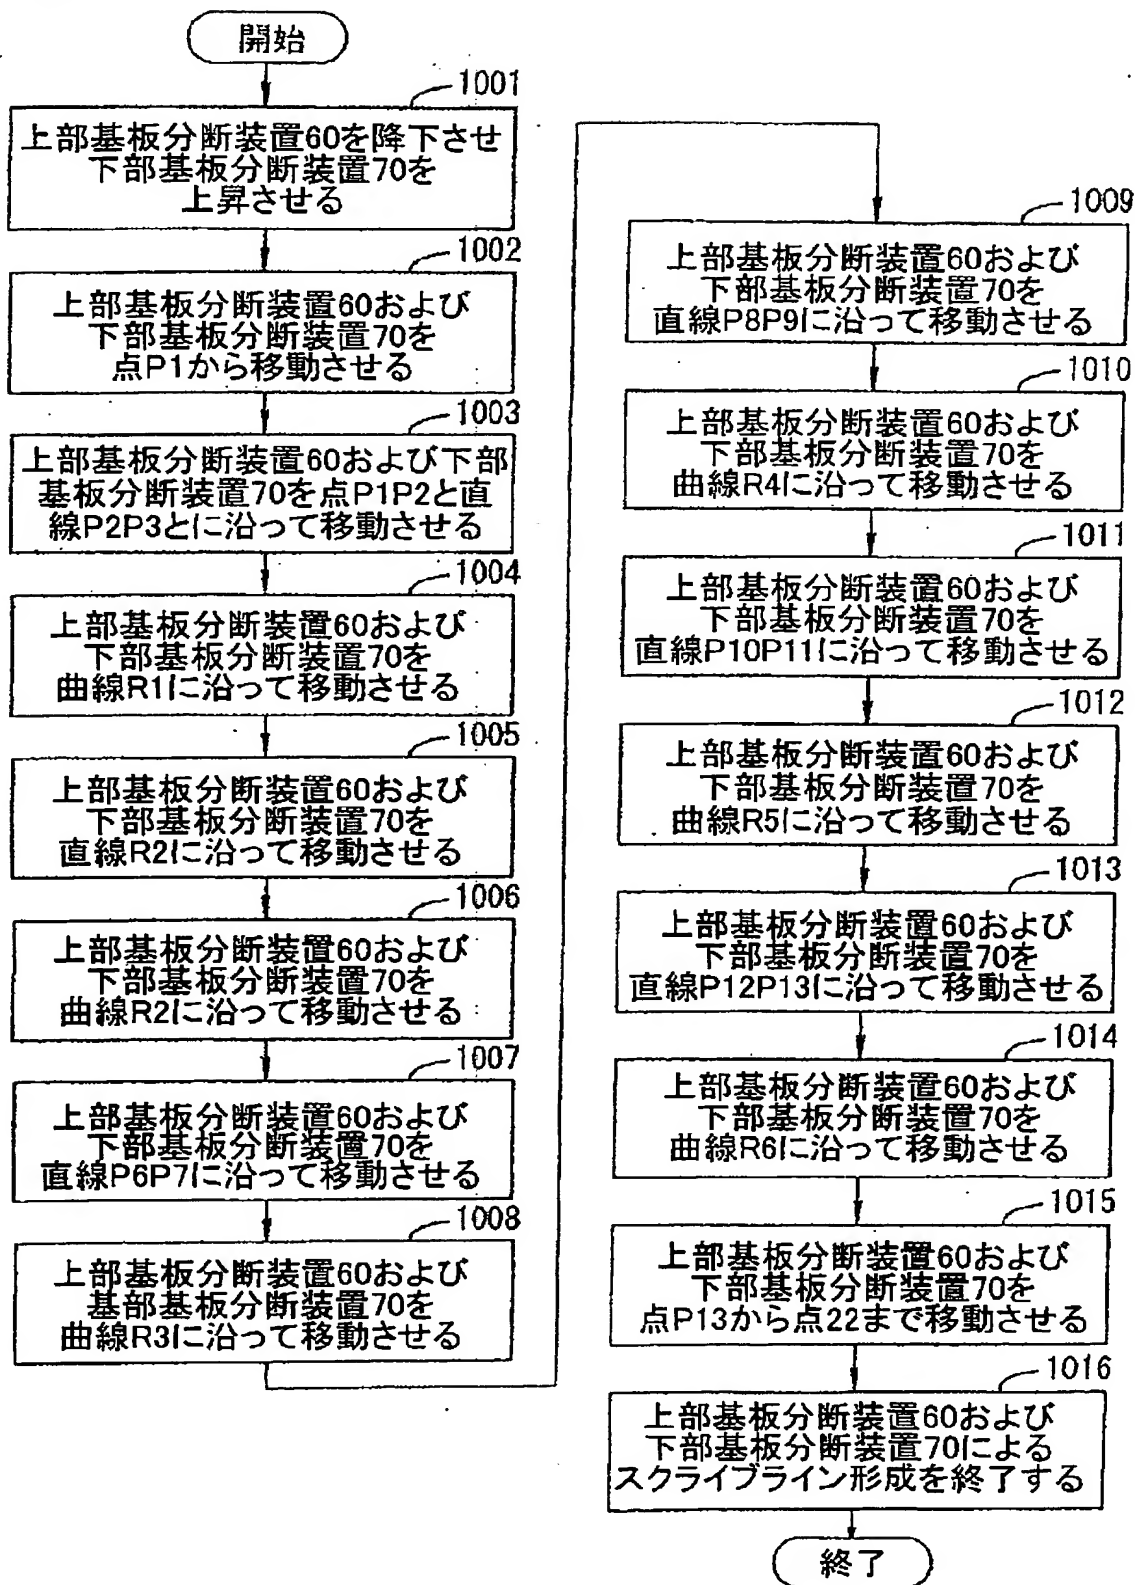 開始
1001
上部基板分断装置60を降下させ
下部基板分断装置70を
上昇させる
1002
上部基板分断装置60および
下部基板分断装置70を
点P1から移動させる
1003
上部基板分断装置60および下部
基板分断装置70を点P1P2と直
線P2P3とに沿って移動させる
1004
上部基板分断装置60および
下部基板分断装置70を
曲線R1に沿って移動させる
1005
上部基板分断装置60および
下部基板分断装置70を
直線R2に沿って移動させる
1006
上部基板分断装置60および
下部基板分断装置70を
曲線R2に沿って移動させる
1007
上部基板分断装置60および
下部基板分断装置70を
直線P6P7に沿って移動させる
1008
上部基板分断装置60および
基部基板分断装置70を
曲線R3に沿って移動させる
1009
上部基板分断装置60および
下部基板分断装置70を
直線P8P9に沿って移動させる
1010
上部基板分断装置60および
下部基板分断装置70を
曲線R4に沿って移動させる
1011
上部基板分断装置60および
下部基板分断装置70を
直線P10P11に沿って移動させる
1012
上部基板分断装置60および
下部基板分断装置70を
曲線R5に沿って移動させる
1013
上部基板分断装置60および
下部基板分断装置70を
直線P12P13に沿って移動させる
1014
上部基板分断装置60および
下部基板分断装置70を
曲線R6に沿って移動させる
1015
上部基板分断装置60および
下部基板分断装置70を
点P13から点22まで移動させる
1016
上部基板分断装置60および
下部基板分断装置70による
スクライブライン形成を終了する
終了